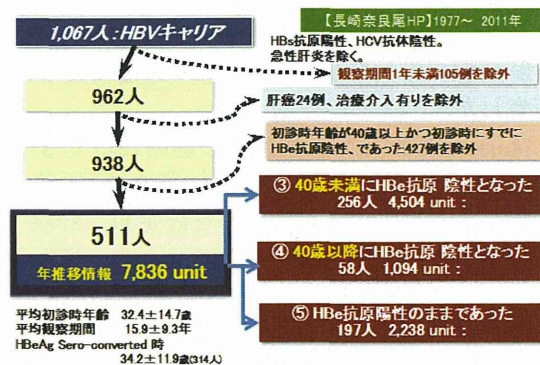 1,067人:HBVキャリア
【長崎奈良尾HP】1977～ 2011年
HBs抗原陽性、HCV抗体陰性。
急性肝炎を除く。
観察期間1年未満105例を除外
962人
肝癌24例、治療介入有りを除外
初診時年齢が40歳以上かつ初診時にすでに
HBe抗原陰性、であった427例を除外
938人
③ 40歳未満にHBe抗原 陰性となった
256人 4,504 unit :
511人
年推移情報 7,836 unit
④ 40歳以降にHBe抗原 陰性となった
58人 1,094 unit :
⑤ HBe抗原陽性のままであった
197人 2,238 unit :
平均初診時年齢 32.4±14.7歳
平均観察期間 15.9±9.3年
HBeAg Sero-converted 時
34.2±11.9歳(314人)